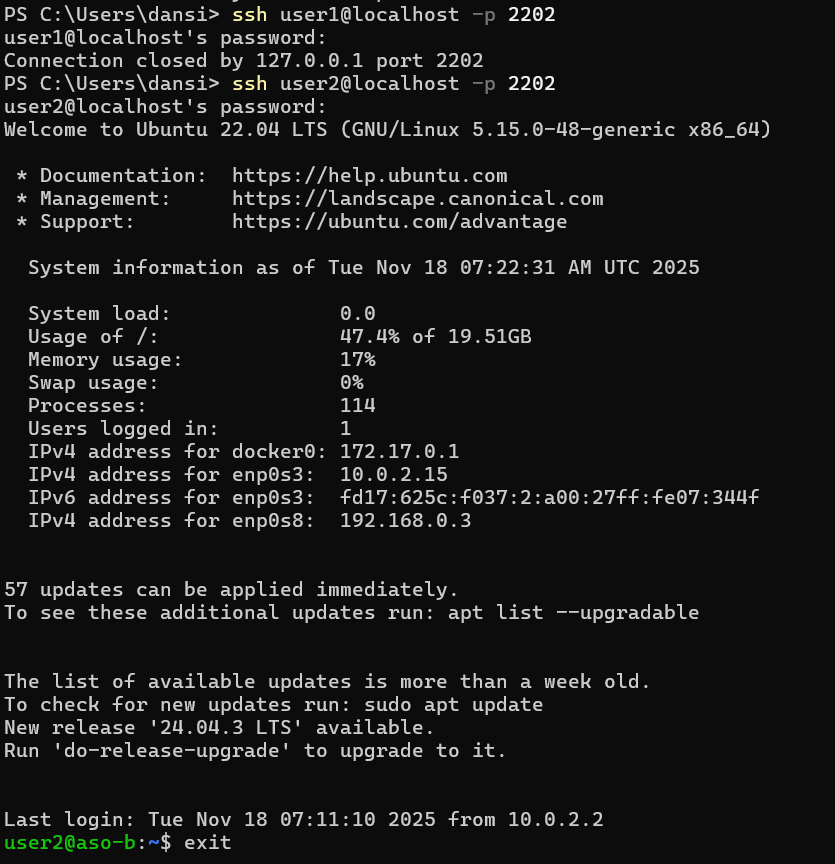 PS C:\Users\dansi> ssh user1@localhost -p 2202
user1@localhost's password:
Connection closed by 127.0.0.1 port 2202
PS C:\Users\dansi> ssh user2@localhost -p 2202
user2@localhost's password:
Welcome to Ubuntu 22.04 LTS (GNU/Linux 5.15.0-48-generic x86_64)
* Documentation:  https://help.ubuntu.com
* Management:     https://landscape.canonical.com
* Support:        https://ubuntu.com/advantage
System information as of Tue Nov 18 07:22:31 AM UTC 2025
System load:              0.0
Usage of /:               47.4% of 19.51GB
Memory usage:             17%
Swap usage:               0%
Processes:                114
Users logged in:          1
IPv4 address for docker0: 172.17.0.1
IPv4 address for enp0s3:  10.0.2.15
IPv6 address for enp0s3:  fd17:625c:f037:2:a00:27ff:fe07:344f
IPv4 address for enp0s8:  192.168.0.3
57 updates can be applied immediately.
To see these additional updates run: apt list --upgradable
The list of available updates is more than a week old.
To check for new updates run: sudo apt update
New release '24.04.3 LTS' available.
Run 'do-release-upgrade' to upgrade to it.
Last login: Tue Nov 18 07:11:10 2025 from 10.0.2.2
user2@aso-b:~$ exit